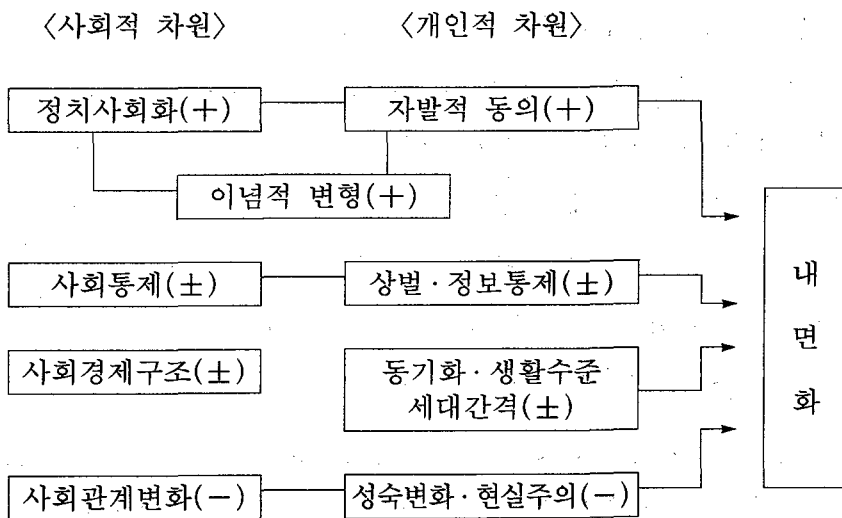 〈사회적 차원〉 〈개인적 차원〉
정치사회화(+) 자발적 동의(+)
이념적 변형(+)
사회통제(±) 상벌·정보통제(±)
사회경제구조(±) 동기화·생활수준
세대간격(±)
사회관계변화(-) 성숙변화·현실주의(-)
내
면
화